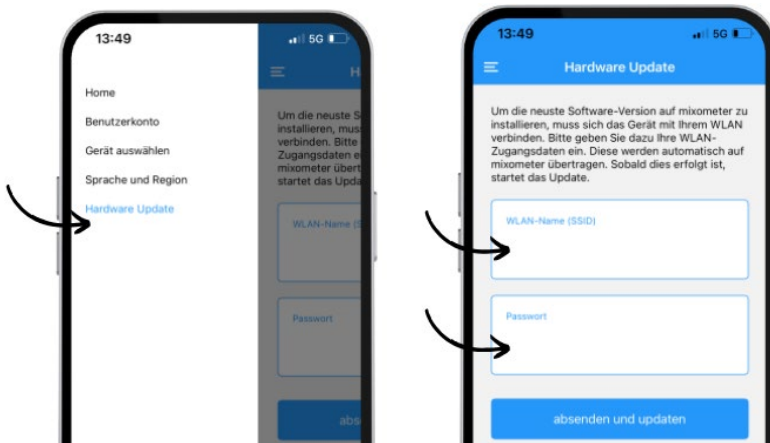 13:49
5G
Home
Benutzerkonto
Gerät auswählen
Sprache und Region
Hardware Update
H
Um die neuste S
installieren, mus
verbinden. Bitte
Zugangsdaten e
mixometer übert
startet das Upda
WLAN-Name (S
Passwort
abs
13:49
5G
Hardware Update
Um die neuste Software-Version auf mixometer zu
installieren, muss sich das Gerät mit Ihrem WLAN
verbinden. Bitte geben Sie dazu Ihre WLAN-
Zugangsdaten ein. Diese werden automatisch auf
mixometer übertragen. Sobald dies erfolgt ist,
startet das Update.
WLAN-Name (SSID)
Passwort
absenden und updaten